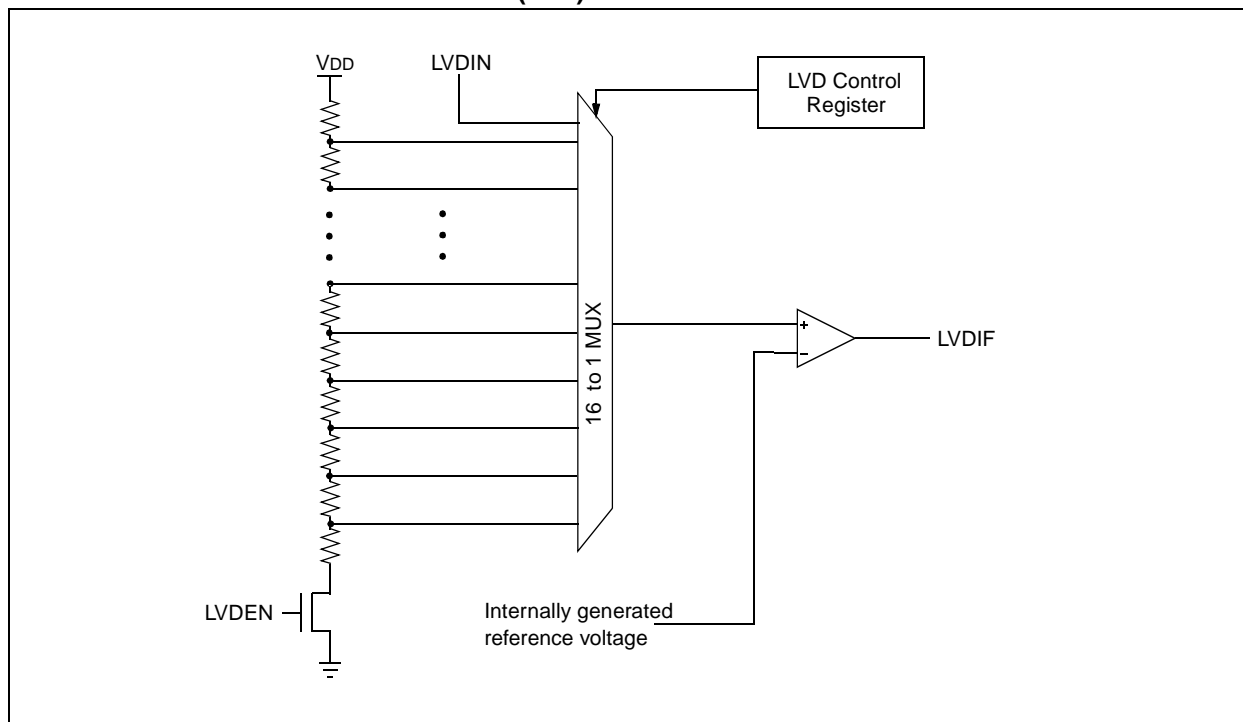 VDD
LVDIN
LVD Control
Register
16 to 1 MUX
+
−
LVDIF
LVDEN
Internally generated
reference voltage